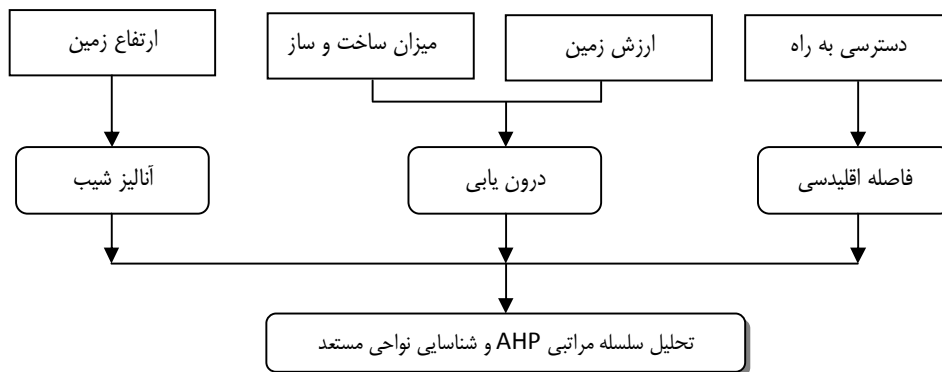 دسترسی به راه
ارزش زمین
میزان ساخت و ساز
ارتفاع زمین
فاصله اقلیدسی
درون یابی
آنالیز شیب
تحلیل سلسله مراتبی AHP و شناسایی نواحی مستعد